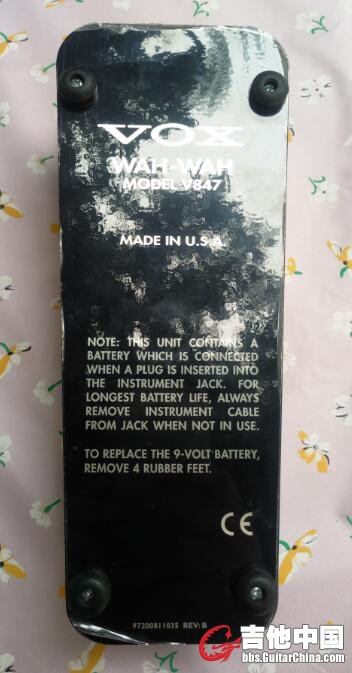 VOX
WAH-WAH
MODEL V847
MADE IN U.S.A.
NOTE: THIS UNIT CONTAINS A
BATTERY WHICH IS CONNECTED
WHEN A PLUG IS INSERTED INTO
THE INSTRUMENT JACK. FOR
LONGEST BATTERY LIFE, ALWAYS
REMOVE INSTRUMENT CABLE
FROM JACK WHEN NOT IN USE.
TO REPLACE THE 9-VOLT BATTERY,
REMOVE 4 RUBBER FEET.
CE
97200811035 REV: B
吉他中国
bbs.GuitarChina.com